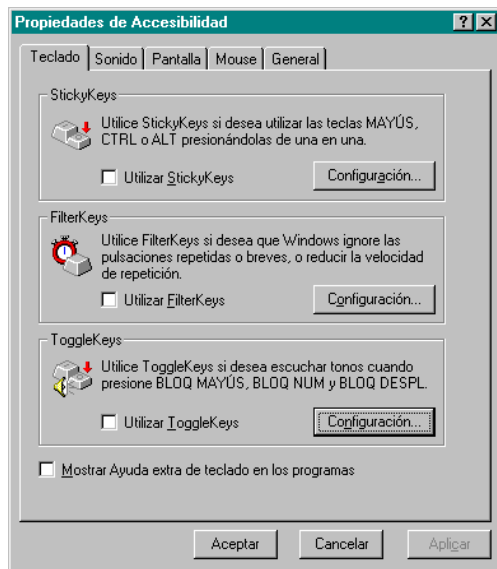 Propiedades de Accesibilidad
Teclado Sonido Pantalla Mouse General
StickyKeys
Utilice StickyKeys si desea utilizar las teclas MAYÚS,
CTRL o ALT presionándolas de una en una.
Utilizar StickyKeys Configuración...
FilterKeys
Utilice FilterKeys si desea que Windows ignore las
pulsaciones repetidas o breves, o reducir la velocidad
de repetición.
Utilizar FilterKeys Configuración...
ToggleKeys
Utilice ToggleKeys si desea escuchar tonos cuando
presione BLOQ MAYÚS, BLOQ NUM y BLOQ DESPL.
Utilizar ToggleKeys Configuración...
Mostrar Ayuda extra de teclado en los programas
Aceptar Cancelar Aplicar